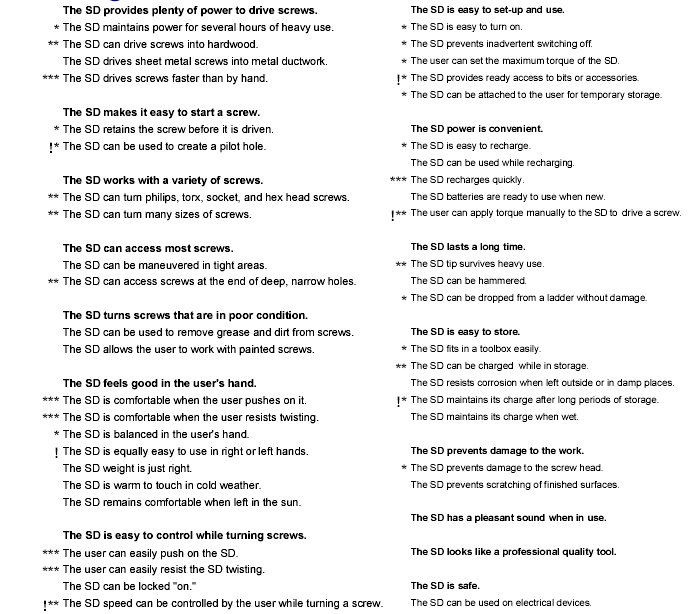 The SD provides plenty of power to drive screws.
* The SD maintains power for several hours of heavy use.
** The SD can drive screws into hardwood.
The SD drives sheet metal screws into metal ductwork.
*** The SD drives screws faster than by hand.
The SD makes it easy to start a screw.
* The SD retains the screw before it is driven.
!* The SD can be used to create a pilot hole.
The SD works with a variety of screws.
** The SD can turn philips, torx, socket, and hex head screws.
** The SD can turn many sizes of screws.
The SD can access most screws.
The SD can be maneuvered in tight areas.
** The SD can access screws at the end of deep, narrow holes.
The SD turns screws that are in poor condition.
The SD can be used to remove grease and dirt from screws.
The SD allows the user to work with painted screws.
The SD feels good in the user's hand.
*** The SD is comfortable when the user pushes on it.
*** The SD is comfortable when the user resists twisting.
* The SD is balanced in the user's hand.
! The SD is equally easy to use in right or left hands.
The SD weight is just right.
The SD is warm to touch in cold weather.
The SD remains comfortable when left in the sun.
The SD is easy to control while turning screws.
*** The user can easily push on the SD.
*** The user can easily resist the SD twisting.
The SD can be locked "on."
!** The SD speed can be controlled by the user while turning a screw.
The SD is easy to set-up and use.
* The SD is easy to turn on.
* The SD prevents inadvertent switching off.
* The user can set the maximum torque of the SD.
!* The SD provides ready access to bits or accessories.
* The SD can be attached to the user for temporary storage.
The SD power is convenient.
* The SD is easy to recharge.
The SD can be used while recharging.
*** The SD recharges quickly.
The SD batteries are ready to use when new.
!** The user can apply torque manually to the SD to drive a screw.
The SD lasts a long time.
** The SD tip survives heavy use.
The SD can be hammered.
* The SD can be dropped from a ladder without damage.
The SD is easy to store.
* The SD fits in a toolbox easily.
** The SD can be charged while in storage.
The SD resists corrosion when left outside or in damp places.
!* The SD maintains its charge after long periods of storage.
The SD maintains its charge when wet.
The SD prevents damage to the work.
* The SD prevents damage to the screw head.
The SD prevents scratching of finished surfaces.
The SD has a pleasant sound when in use.
The SD looks like a professional quality tool.
The SD is safe.
The SD can be used on electrical devices.